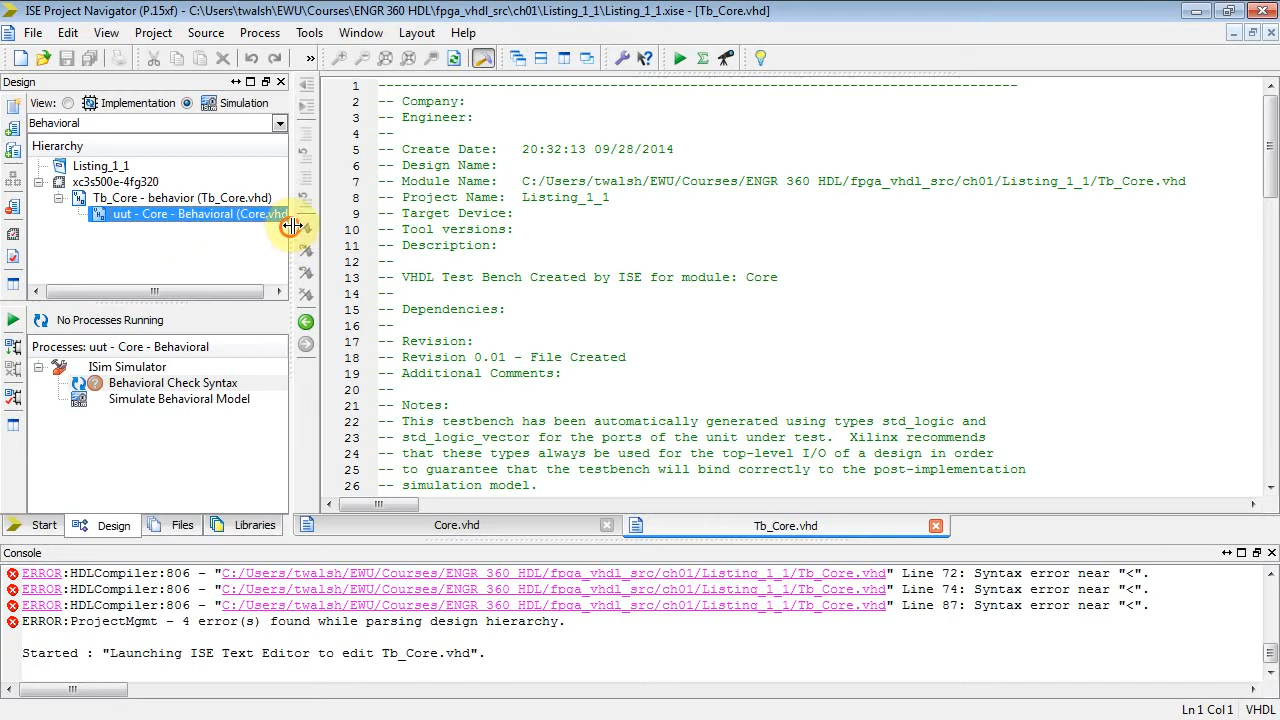 ISE Project Navigator (P.15xf) - C:\Users\twalsh\EWU\Courses\ENGR 360 HDL\fpga_vhdl_src\ch01\Listing_1_1\Listing_1_1.xise - [Tb_Core.vhd]
File Edit View Project Source Process Tools Window Layout Help
Design
View: Implementation Simulation
Behavioral
Hierarchy
Listing_1_1
xc3s500e-4fg320
Tb_Core - behavior (Tb_Core.vhd)
uut - Core - Behavioral (Core.vhd
No Processes Running
Processes: uut - Core - Behavioral
ISim Simulator
Behavioral Check Syntax
Simulate Behavioral Model
Start Design Files Libraries
1 --------------------------------------------------------------------------------
2 -- Company:
3 -- Engineer:
4 --
5 -- Create Date: 20:32:13 09/28/2014
6 -- Design Name:
7 -- Module Name: C:/Users/twalsh/EWU/Courses/ENGR 360 HDL/fpga_vhdl_src/ch01/Listing_1_1/Tb_Core.vhd
8 -- Project Name: Listing_1_1
9 -- Target Device:
10 -- Tool versions:
11 -- Description:
12 --
13 -- VHDL Test Bench Created by ISE for module: Core
14 --
15 -- Dependencies:
16 --
17 -- Revision:
18 -- Revision 0.01 - File Created
19 -- Additional Comments:
20 --
21 -- Notes:
22 -- This testbench has been automatically generated using types std_logic and
23 -- std_logic_vector for the ports of the unit under test. Xilinx recommends
24 -- that these types always be used for the top-level I/O of a design in order
25 -- to guarantee that the testbench will bind correctly to the post-implementation
26 -- simulation model.
Core.vhd Tb_Core.vhd
Console
ERROR:HDLCompiler:806 - "C:/Users/twalsh/EWU/Courses/ENGR 360 HDL/fpga_vhdl_src/ch01/Listing_1_1/Tb_Core.vhd" Line 72: Syntax error near "<".
ERROR:HDLCompiler:806 - "C:/Users/twalsh/EWU/Courses/ENGR 360 HDL/fpga_vhdl_src/ch01/Listing_1_1/Tb_Core.vhd" Line 74: Syntax error near "<".
ERROR:HDLCompiler:806 - "C:/Users/twalsh/EWU/Courses/ENGR 360 HDL/fpga_vhdl_src/ch01/Listing_1_1/Tb_Core.vhd" Line 87: Syntax error near "<".
ERROR:ProjectMgmt - 4 error(s) found while parsing design hierarchy.
Started : "Launching ISE Text Editor to edit Tb_Core.vhd".
Ln 1 Col 1 VHDL